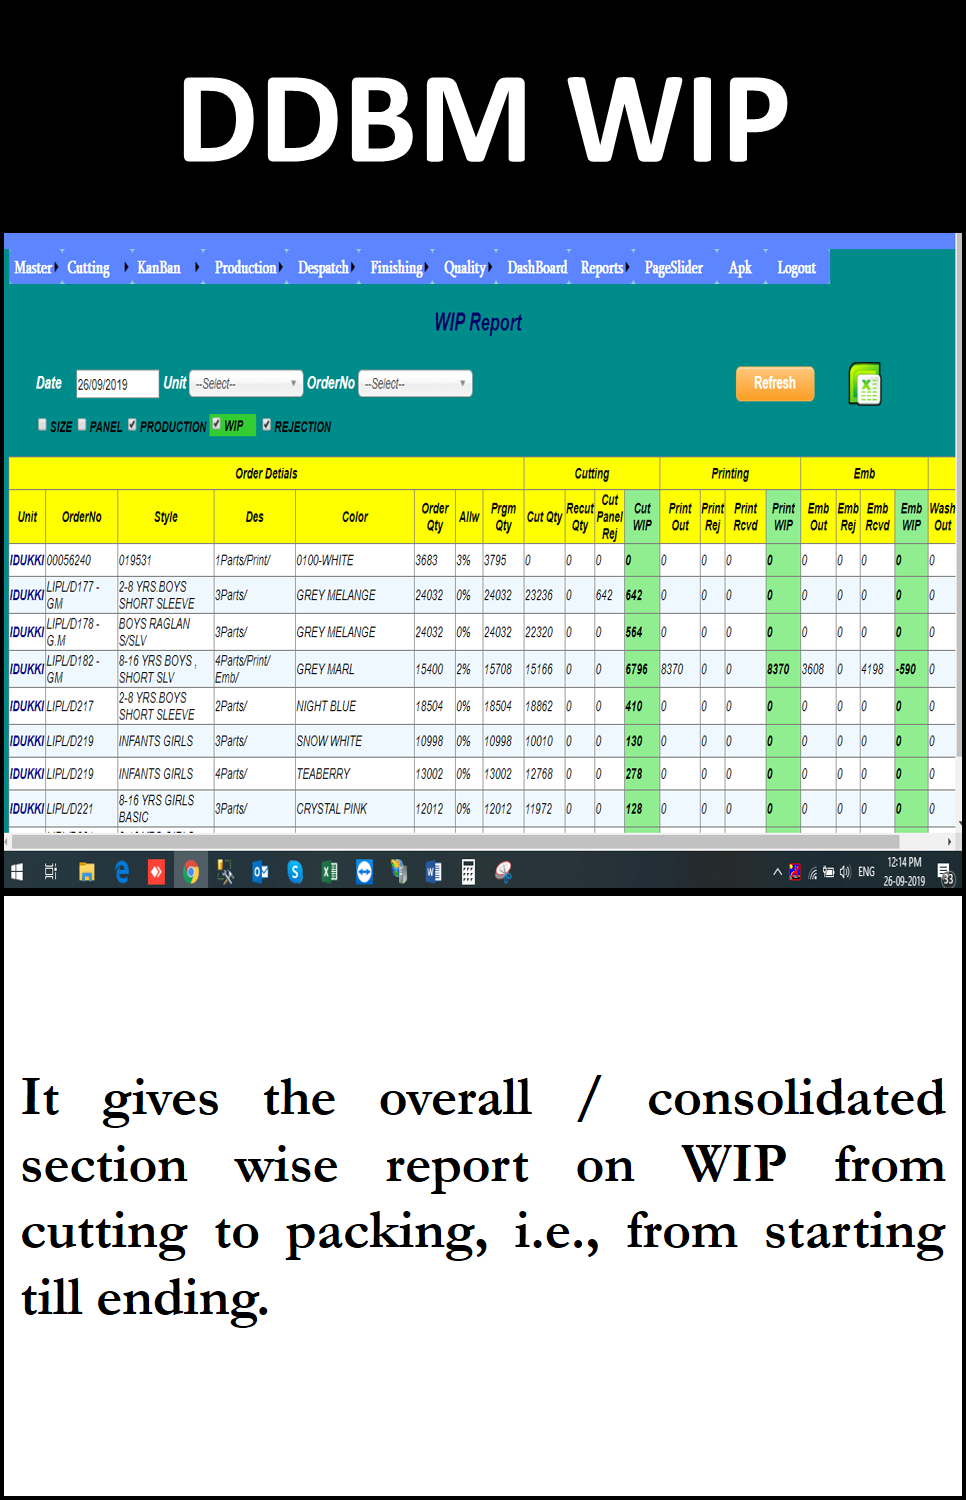 DDBM WIP
Master Cutting KanBan Production Despatch Finishing Quality DashBoard Reports PageSlider Apk Logout
WIP Report
Date 26/09/2019 Unit --Select-- OrderNo --Select-- Refresh
SIZE PANEL PRODUCTION WIP REJECTION
Order Detials Cutting Printing Emb
Unit OrderNo Style Des Color Order Qty Allw Prgm Qty Cut Qty Recut Qty Cut Panel Rej Cut WIP Print Out Print Rej Print Rcvd Print WIP Emb Out Emb Rej Emb Rcvd Emb WIP Wash Out
IDUKKI 00056240 019531 1Parts/Print/ 0100-WHITE 3683 3% 3795 0 0 0 0 0 0 0 0 0 0 0 0 0
IDUKKI LIPL/D177 - GM 2-8 YRS.BOYS SHORT SLEEVE 3Parts/ GREY MELANGE 24032 0% 24032 23236 0 642 642 0 0 0 0 0 0 0 0 0
IDUKKI LIPL/D178 - G.M BOYS RAGLAN S/SLV 3Parts/ GREY MELANGE 24032 0% 24032 22320 0 0 564 0 0 0 0 0 0 0 0 0
IDUKKI LIPL/D182 - GM 8-16 YRS BOYS , SHORT SLV 4Parts/Print/ Emb/ GREY MARL 15400 2% 15708 15166 0 0 6796 8370 0 0 8370 3608 0 4198 -590 0
IDUKKI LIPL/D217 2-8 YRS.BOYS SHORT SLEEVE 2Parts/ NIGHT BLUE 18504 0% 18504 18862 0 0 410 0 0 0 0 0 0 0 0 0
IDUKKI LIPL/D219 INFANTS GIRLS 3Parts/ SNOW WHITE 10998 0% 10998 10010 0 0 130 0 0 0 0 0 0 0 0 0
IDUKKI LIPL/D219 INFANTS GIRLS 4Parts/ TEABERRY 13002 0% 13002 12768 0 0 278 0 0 0 0 0 0 0 0 0
IDUKKI LIPL/D221 8-16 YRS GIRLS BASIC 3Parts/ CRYSTAL PINK 12012 0% 12012 11972 0 0 128 0 0 0 0 0 0 0 0 0
ENG 12:14 PM
26-09-2019 33
It gives the overall / consolidated
section wise report on WIP from
cutting to packing, i.e., from starting
till ending.